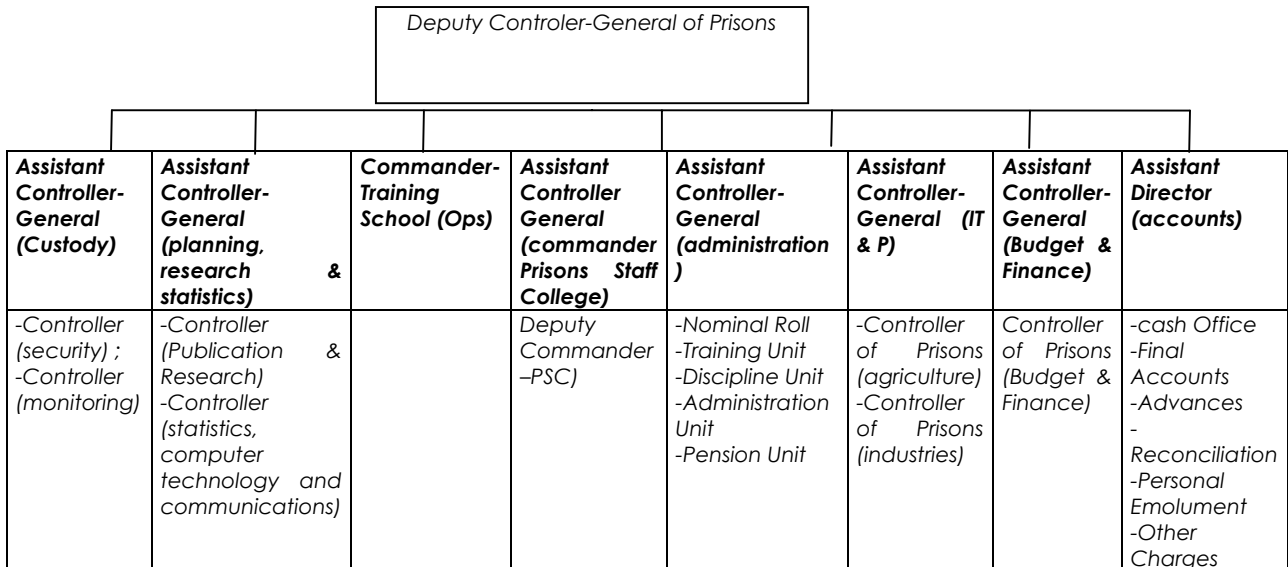 Deputy Controler-General of Prisons
Assistant
Controller-
General
(Custody)
Assistant
Controller-
General
(planning,
research &
statistics)
Commander-
Training
School (Ops)
Assistant
Controller
General
(commander
Prisons Staff
College)
Assistant
Controller-
General
(administration
)
Assistant
Controller-
General (IT
& P)
Assistant
Controller-
General
(Budget &
Finance)
Assistant
Director
(accounts)
-Controller
(security) ;
-Controller
(monitoring)
-Controller
(Publication &
Research)
-Controller
(statistics,
computer
technology and
communications)
Deputy
Commander
–PSC)
-Nominal Roll
-Training Unit
-Discipline Unit
-Administration
Unit
-Pension Unit
-Controller
of Prisons
(agriculture)
-Controller
of Prisons
(industries)
Controller
of Prisons
(Budget &
Finance)
-cash Office
-Final
Accounts
-Advances
-
Reconciliation
-Personal
Emolument
-Other
Charges